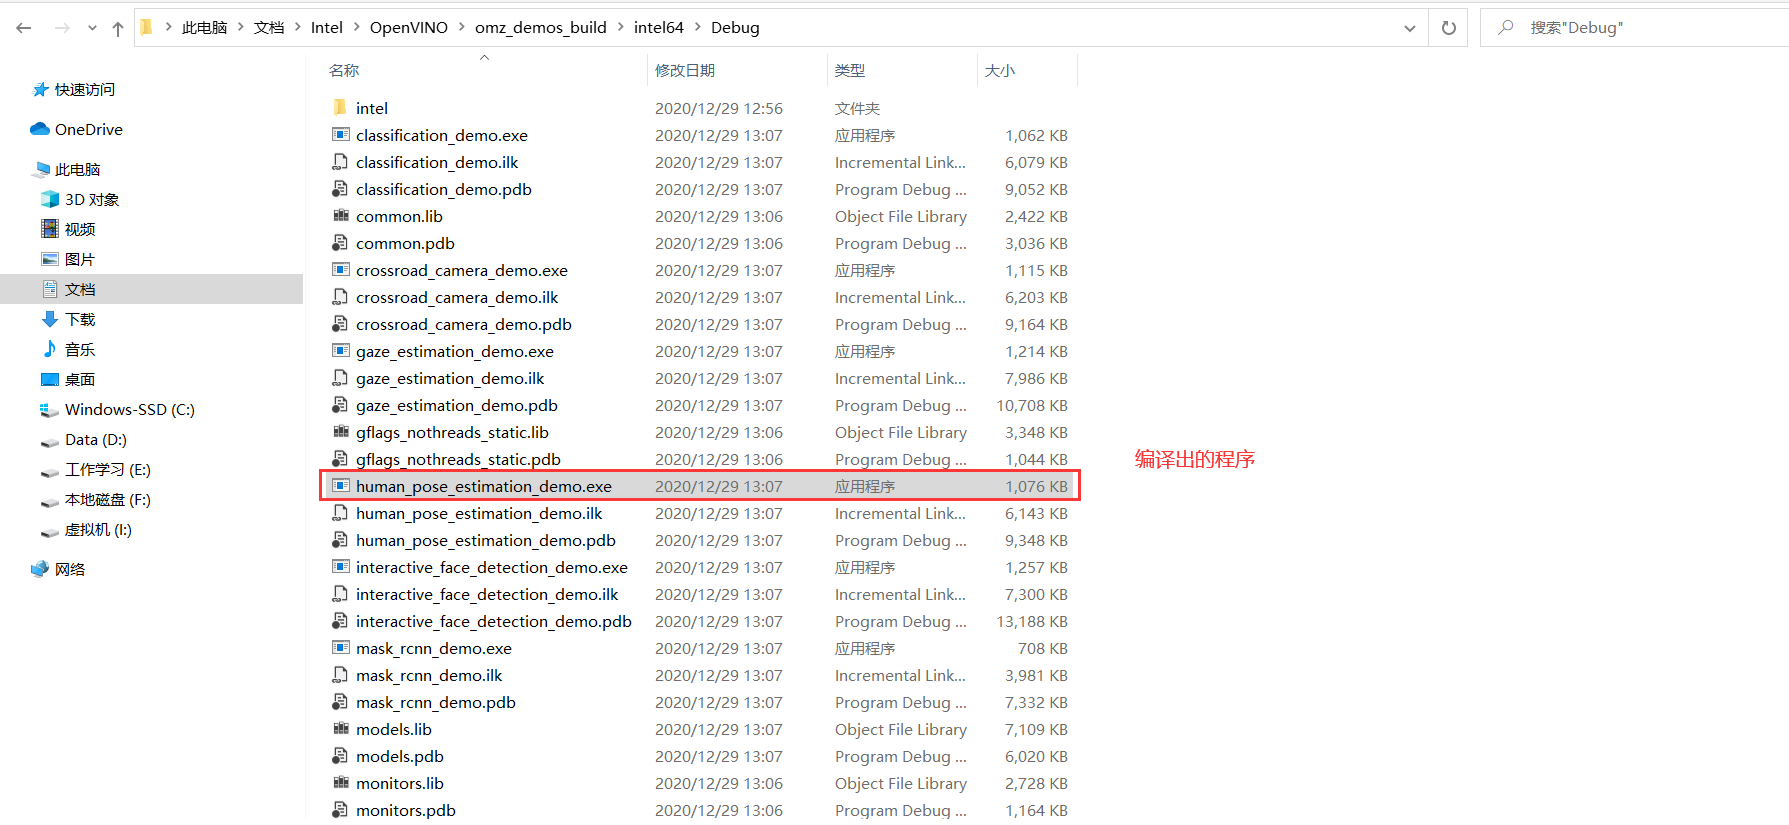 此电脑 文档 Intel OpenVINO omz_demos_build intel64 Debug 搜索"Debug"
名称 修改日期 类型 大小
快速访问
OneDrive
此电脑
3D 对象
视频
图片
文档
下载
音乐
桌面
Windows-SSD (C:)
Data (D:)
工作学习 (E:)
本地磁盘 (F:)
虚拟机 (I:)
网络
intel 2020/12/29 12:56 文件夹
classification_demo.exe 2020/12/29 13:07 应用程序 1,062 KB
classification_demo.ilk 2020/12/29 13:07 Incremental Link... 6,079 KB
classification_demo.pdb 2020/12/29 13:07 Program Debug ... 9,052 KB
common.lib 2020/12/29 13:06 Object File Library 2,422 KB
common.pdb 2020/12/29 13:06 Program Debug ... 3,036 KB
crossroad_camera_demo.exe 2020/12/29 13:07 应用程序 1,115 KB
crossroad_camera_demo.ilk 2020/12/29 13:07 Incremental Link... 6,203 KB
crossroad_camera_demo.pdb 2020/12/29 13:07 Program Debug ... 9,164 KB
gaze_estimation_demo.exe 2020/12/29 13:07 应用程序 1,214 KB
gaze_estimation_demo.ilk 2020/12/29 13:07 Incremental Link... 7,986 KB
gaze_estimation_demo.pdb 2020/12/29 13:07 Program Debug ... 10,708 KB
gflags_nothreads_static.lib 2020/12/29 13:06 Object File Library 3,348 KB
gflags_nothreads_static.pdb 2020/12/29 13:06 Program Debug ... 1,044 KB
编译出的程序
human_pose_estimation_demo.exe 2020/12/29 13:07 应用程序 1,076 KB
human_pose_estimation_demo.ilk 2020/12/29 13:07 Incremental Link... 6,143 KB
human_pose_estimation_demo.pdb 2020/12/29 13:07 Program Debug ... 9,348 KB
interactive_face_detection_demo.exe 2020/12/29 13:07 应用程序 1,257 KB
interactive_face_detection_demo.ilk 2020/12/29 13:07 Incremental Link... 7,300 KB
interactive_face_detection_demo.pdb 2020/12/29 13:07 Program Debug ... 13,188 KB
mask_rcnn_demo.exe 2020/12/29 13:07 应用程序 708 KB
mask_rcnn_demo.ilk 2020/12/29 13:07 Incremental Link... 3,981 KB
mask_rcnn_demo.pdb 2020/12/29 13:07 Program Debug ... 7,332 KB
models.lib 2020/12/29 13:07 Object File Library 7,109 KB
models.pdb 2020/12/29 13:07 Program Debug ... 6,020 KB
monitors.lib 2020/12/29 13:06 Object File Library 2,728 KB
monitors.pdb 2020/12/29 13:06 Program Debug ... 1,164 KB